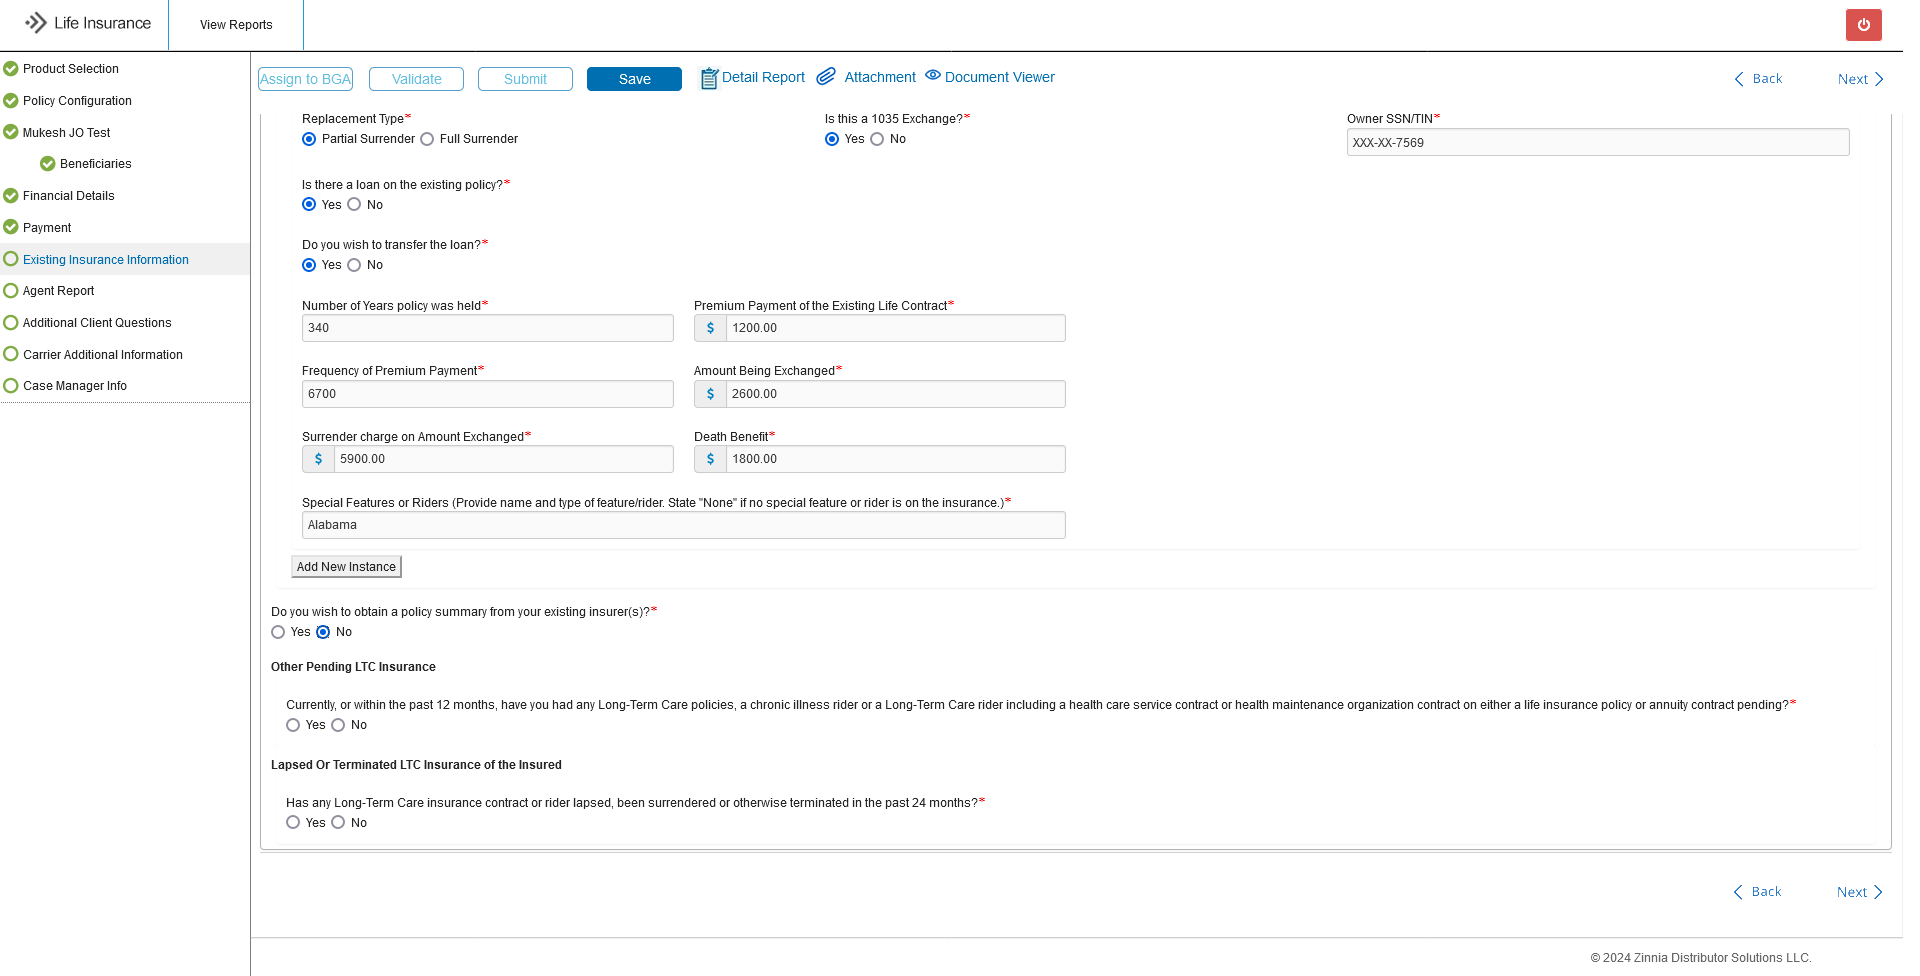 Life Insurance
View Reports
Product Selection
Policy Configuration
Mukesh JO Test
Beneficiaries
Financial Details
Payment
Existing Insurance Information
Agent Report
Additional Client Questions
Carrier Additional Information
Case Manager Info
Assign to BGA Validate Submit Save Detail Report Attachment Document Viewer Back Next
Replacement Type* Is this a 1035 Exchange?* Owner SSN/TIN*
Partial Surrender Full Surrender Yes No XXX-XX-7569
Is there a loan on the existing policy?*
Yes No
Do you wish to transfer the loan?*
Yes No
Number of Years policy was held* Premium Payment of the Existing Life Contract*
340 $ 1200.00
Frequency of Premium Payment* Amount Being Exchanged*
6700 $ 2600.00
Surrender charge on Amount Exchanged* Death Benefit*
$ 5900.00 $ 1800.00
Special Features or Riders (Provide name and type of feature/rider. State "None" if no special feature or rider is on the insurance.)*
Alabama
Add New Instance
Do you wish to obtain a policy summary from your existing insurer(s)?*
Yes No
Other Pending LTC Insurance
Currently, or within the past 12 months, have you had any Long-Term Care policies, a chronic illness rider or a Long-Term Care rider including a health care service contract or health maintenance organization contract on either a life insurance policy or annuity contract pending?*
Yes No
Lapsed Or Terminated LTC Insurance of the Insured
Has any Long-Term Care insurance contract or rider lapsed, been surrendered or otherwise terminated in the past 24 months?*
Yes No
Back Next
© 2024 Zinnia Distributor Solutions LLC.